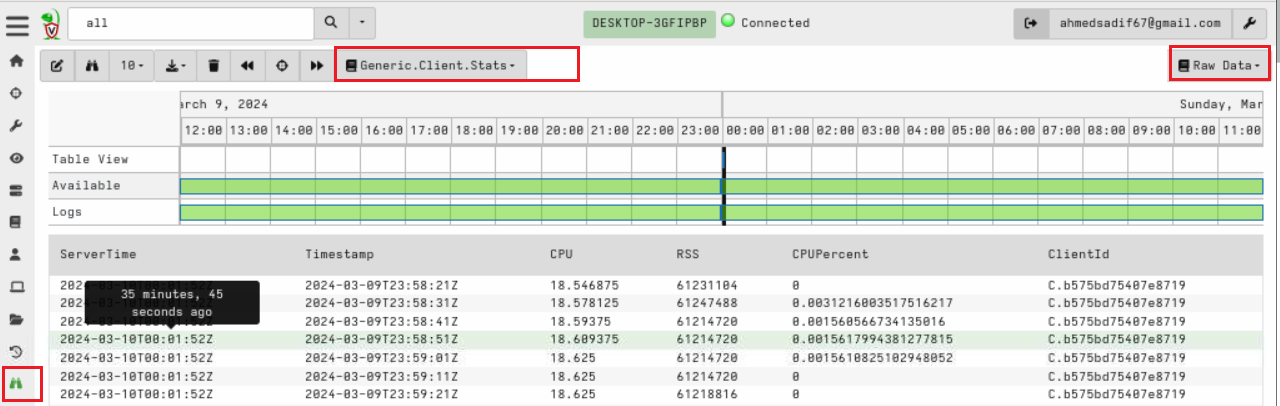 all
DESKTOP-3GFIPBP Connected
ahmedsadif67@gmail.com
10
Generic.Client.Stats
Raw Data
arch 9, 2024
Sunday, Mar
12:00 13:00 14:00 15:00 16:00 17:00 18:00 19:00 20:00 21:00 22:00 23:00 00:00 01:00 02:00 03:00 04:00 05:00 06:00 07:00 08:00 09:00 10:00 11:00
Table View
Available
Logs
ServerTime Timestamp CPU RSS CPUPercent ClientId
2024-03-10T00:01:52Z 2024-03-09T23:58:21Z 18.546875 61231104 0 C.b575bd75407e8719
2024-03-10T00:01:52Z 2024-03-09T23:58:31Z 18.578125 61247488 0.0031216003517516217 C.b575bd75407e8719
2024-03-10T00:01:52Z 2024-03-09T23:58:41Z 18.59375 61214720 0.001560566734135016 C.b575bd75407e8719
35 minutes, 45
seconds ago
2024-03-10T00:01:52Z 2024-03-09T23:58:51Z 18.609375 61214720 0.0015617994381277815 C.b575bd75407e8719
2024-03-10T00:01:52Z 2024-03-09T23:59:01Z 18.625 61214720 0.0015610825102948052 C.b575bd75407e8719
2024-03-10T00:01:52Z 2024-03-09T23:59:11Z 18.625 61214720 0 C.b575bd75407e8719
2024-03-10T00:01:52Z 2024-03-09T23:59:21Z 18.625 61218816 0 C.b575bd75407e8719